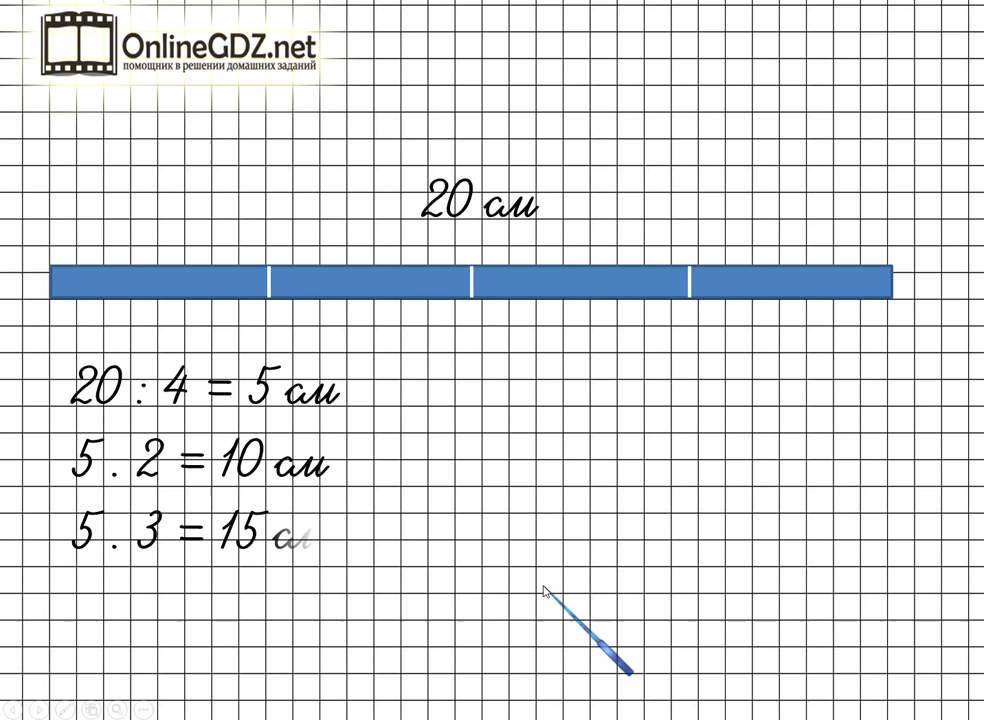 OnlineGDZ.net
помощник в решении домашних заданий
20 см
20 : 4 = 5 см
5 . 2 = 10 см
5 . 3 = 15 см